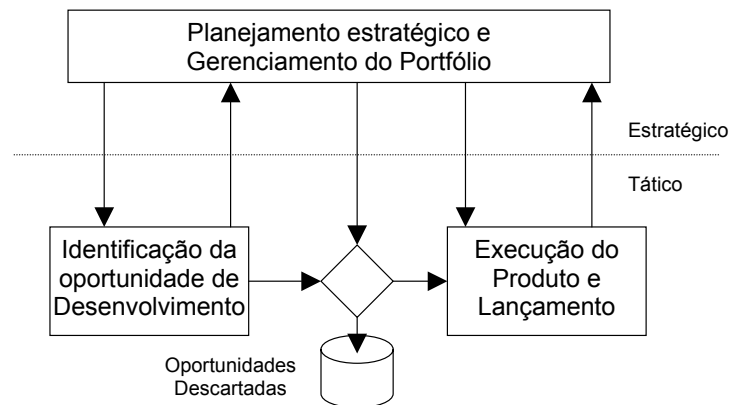 Planejamento estratégico e
Gerenciamento do Portfólio
Estratégico
Tático
Identificação da
oportunidade de
Desenvolvimento
Execução do
Produto e
Lançamento
Oportunidades
Descartadas